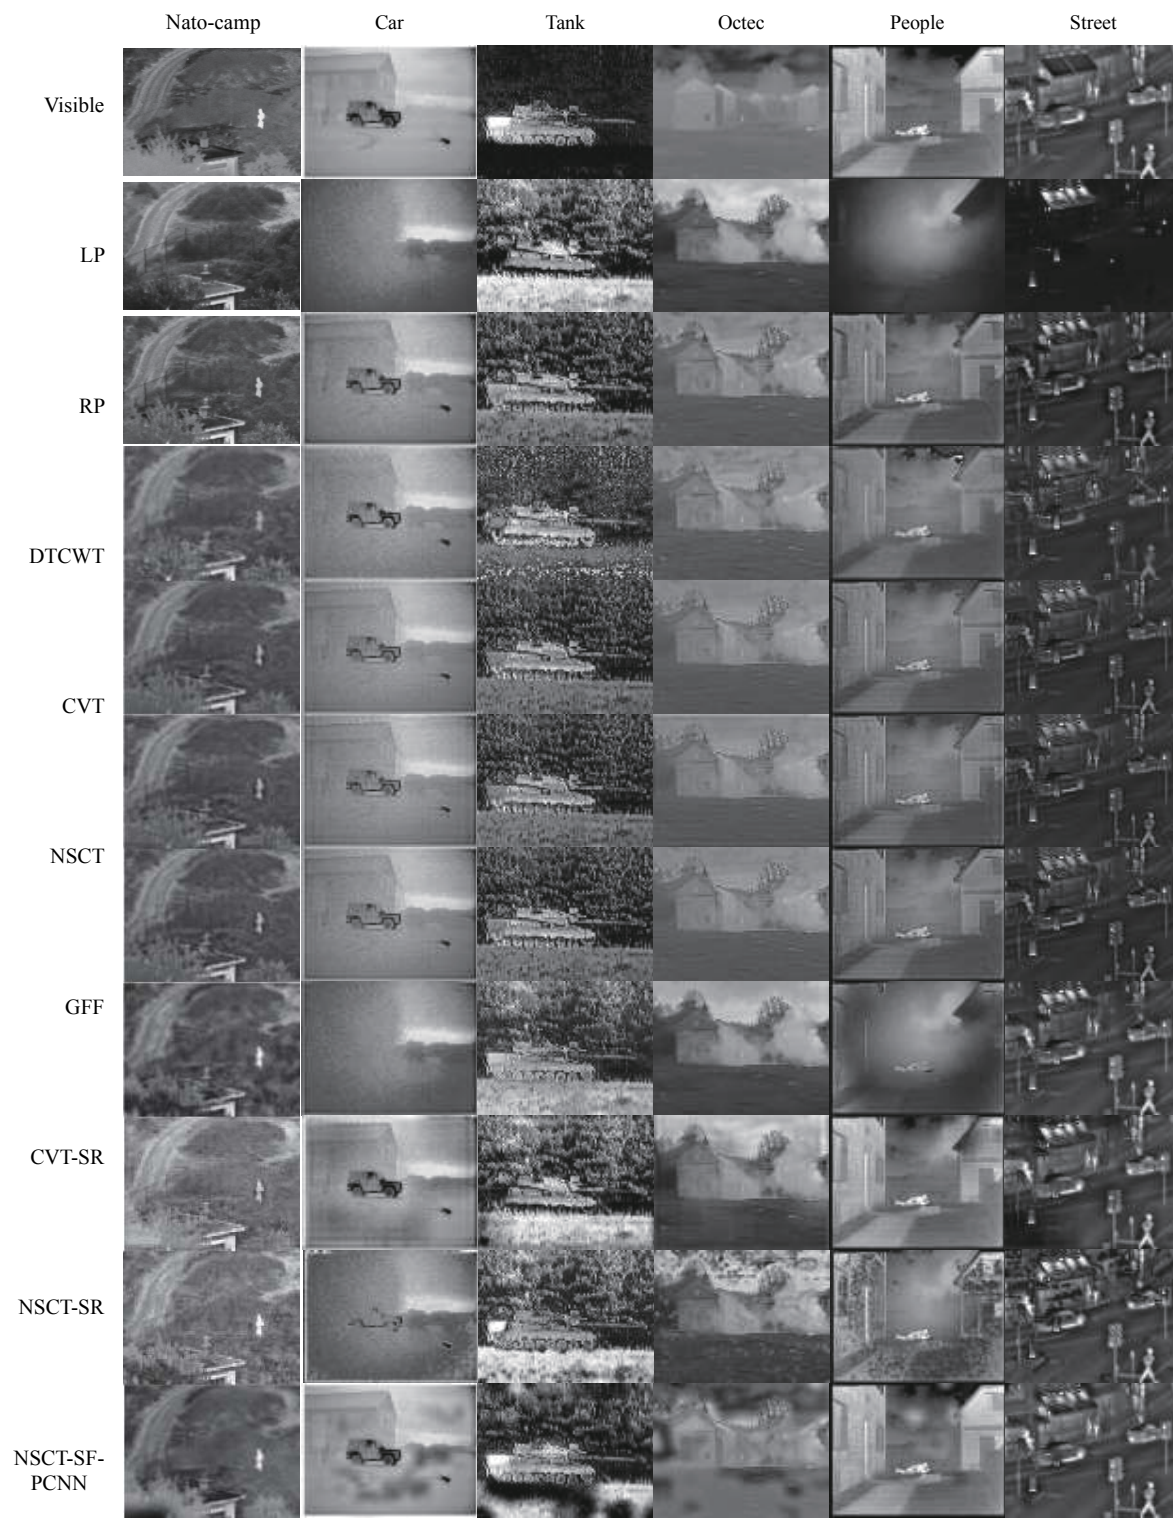 Nato-camp Car Tank Octec People Street
Visible
LP
RP
DTCWT
CVT
NSCT
GFF
CVT-SR
NSCT-SR
NSCT-SF-
PCNN